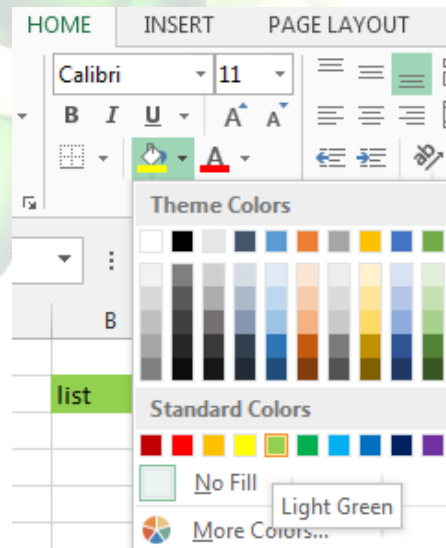 HOME INSERT PAGE LAYOUT
Calibri 11
B I U A A
A
Theme Colors
B
list
Standard Colors
No Fill
Light Green
More Colors...